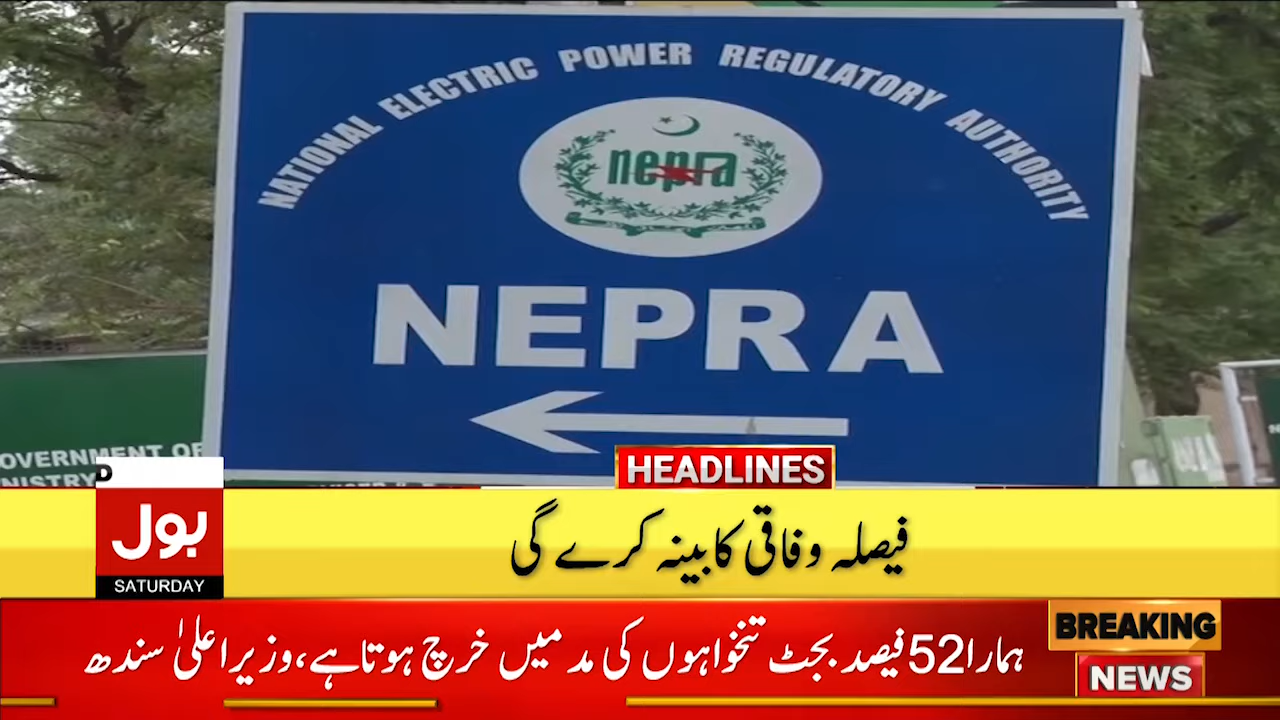 NATIONAL ELECTRIC POWER REGULATORY AUTHORITY
nepra
NEPRA
OVERNMENT OF
INISTRY
HEADLINES
فیصلہ وفاقی کابینہ کرے گی
بول
SATURDAY
ہمارا 52 فیصد بجٹ تنخواہوں کی مد میں خرچ ہوتا ہے، وزیراعلیٰ سندھ
BREAKING
NEWS